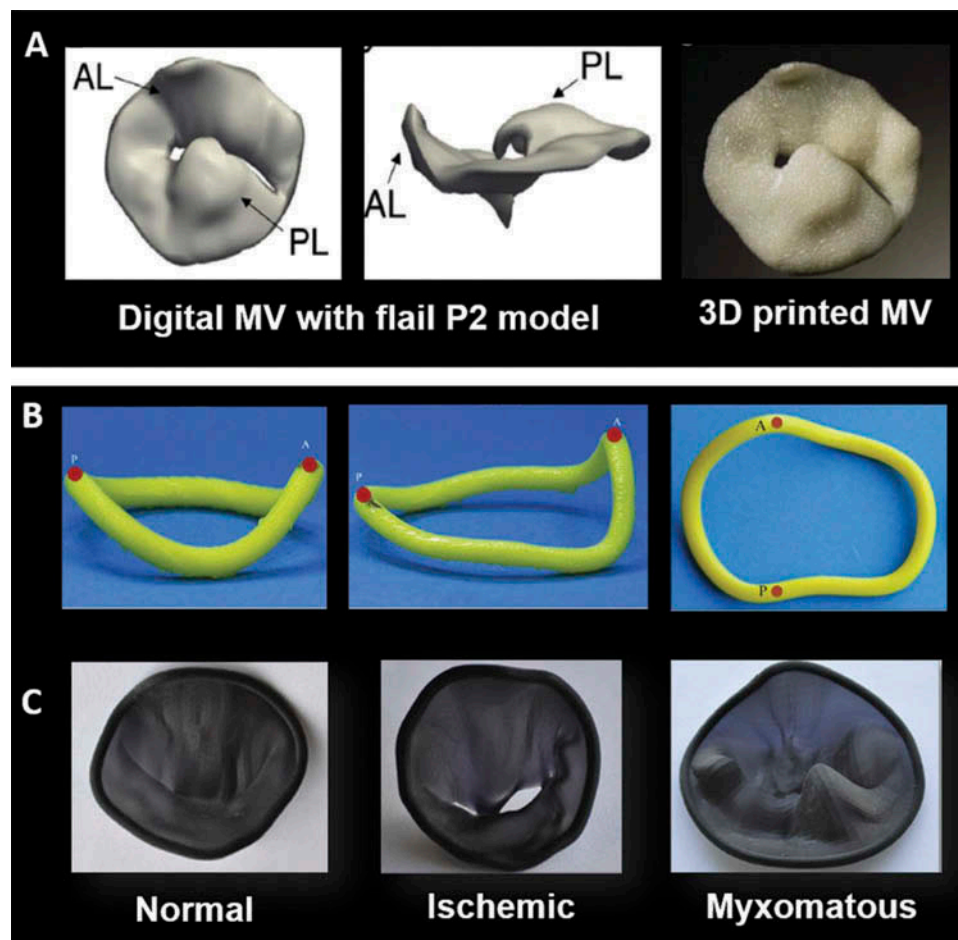 A
AL
PL
PL
AL
Digital MV with flail P2 model
3D printed MV
B
P
A
P
A
A
P
C
Normal
Ischemic
Myxomatous